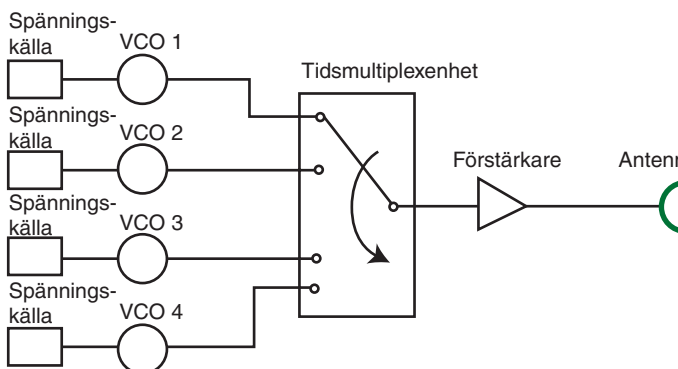 Spännings-
källa
VCO 1
Tidsmultiplexenhet
Spännings-
källa
VCO 2
Förstärkare
Spännings-
källa
VCO 3
Spännings-
källa
VCO 4